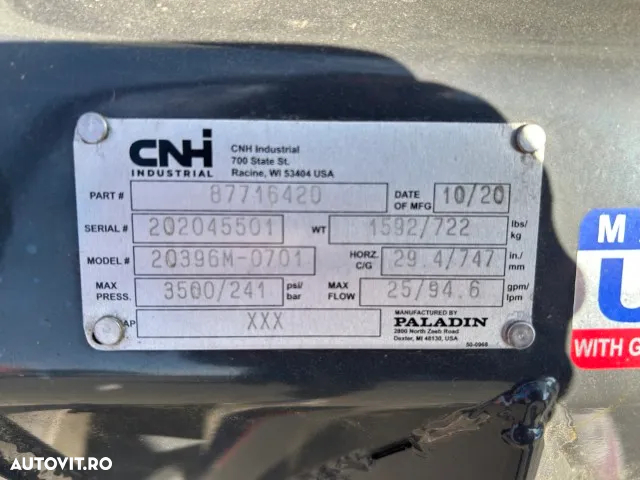 CNH
INDUSTRIAL
CNH Industrial
700 State St.
Racine, WI 53404 USA
PART # 87716420 DATE OF MFG 10/20
SERIAL # 202045501 WT 1592/722 lbs/ kg
MODEL # 20396M-0701 HORZ. C/G 29.4/747 in./ mm
MAX PRESS. 3500/241 psi/ bar MAX FLOW 25/94.6 gpm/ lpm
AP XXX
MANUFACTURED BY
PALADIN
2800 North Zeeb Road
Dexter, MI 48130, USA
50-0968
M
U
WITH G
AUTOVIT.RO